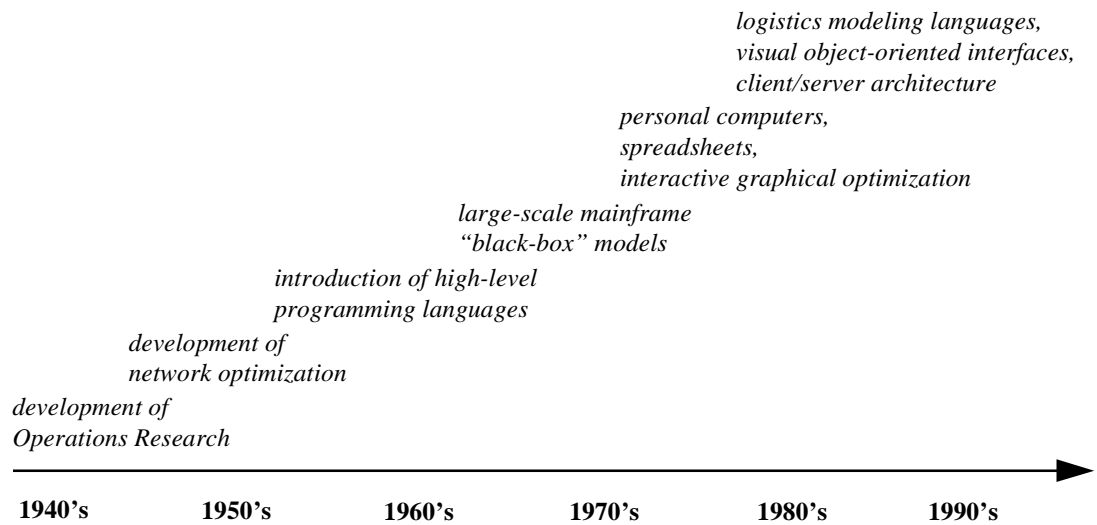 logistics modeling languages,
visual object-oriented interfaces,
client/server architecture
personal computers,
spreadsheets,
interactive graphical optimization
large-scale mainframe
“black-box” models
introduction of high-level
programming languages
development of
network optimization
development of
Operations Research
1940’s 1950’s 1960’s 1970’s 1980’s 1990’s